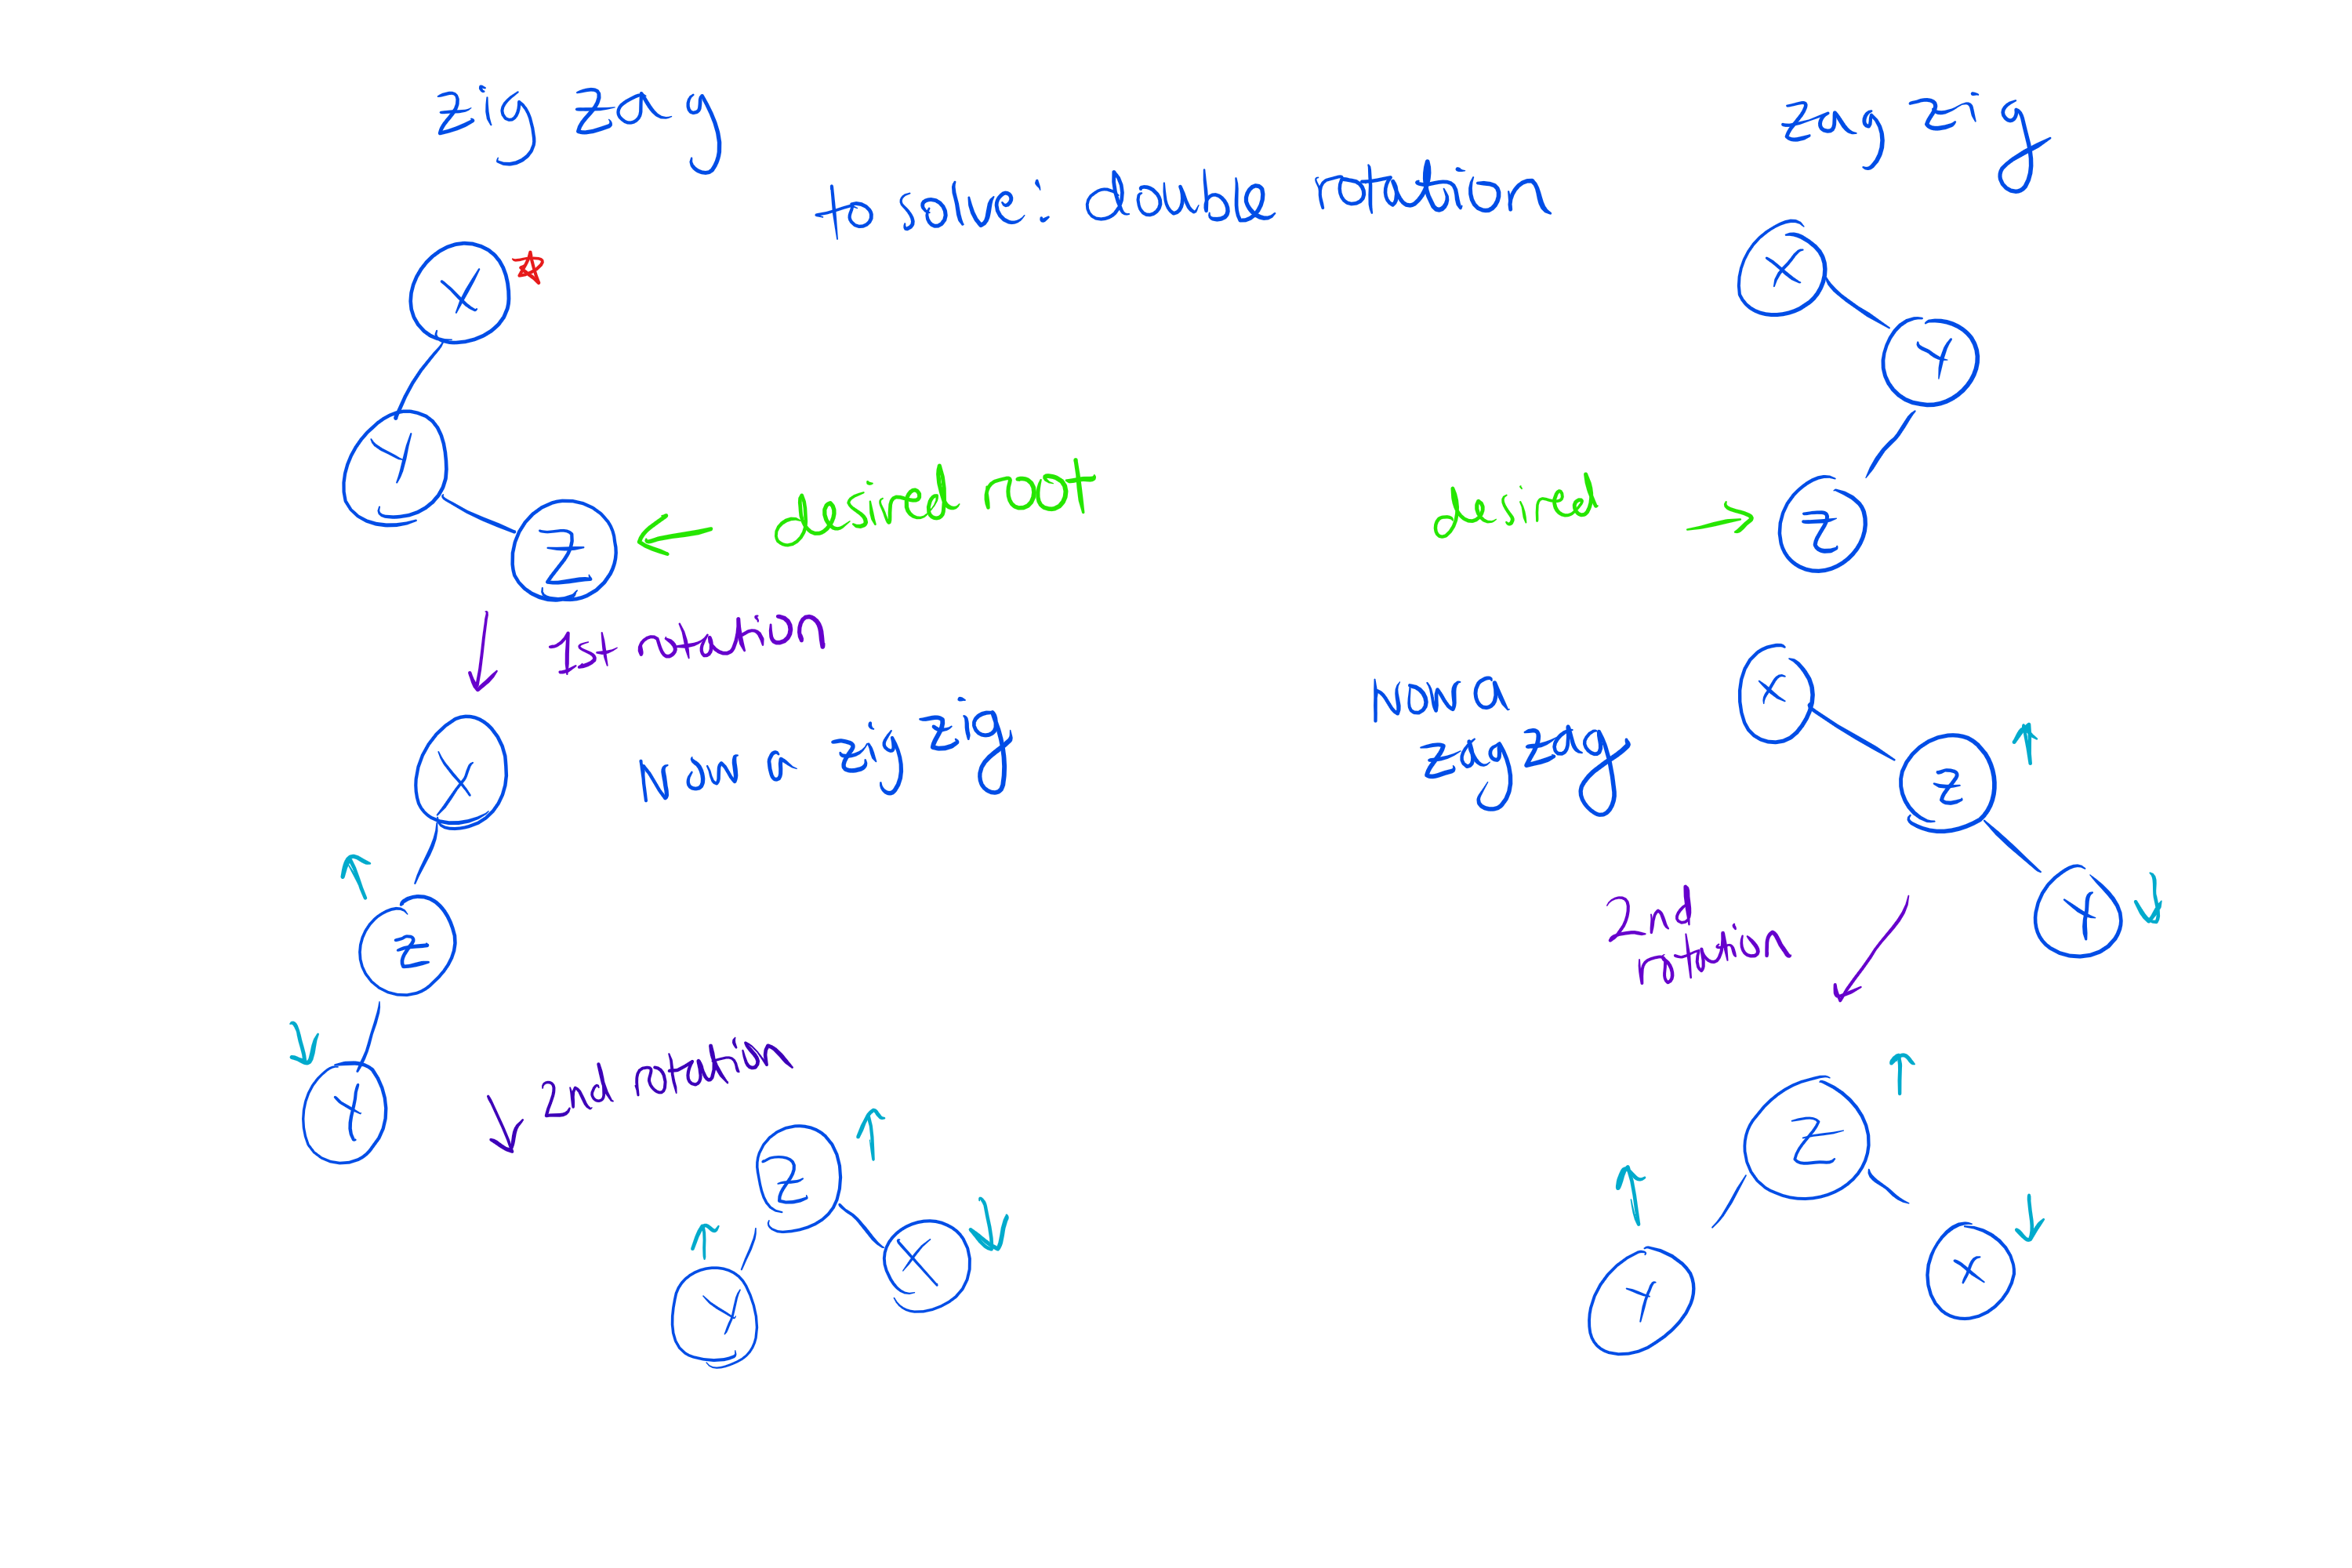 zig zag
zag zig
to solve: double rotation
X
Y
Z
desired root
1st rotation
X
Now a zig zig
Z
Y
2nd rotation
Z
Y
X
X
Y
desired
Z
Now a
zag zag
X
Z
Y
2nd
rotation
Z
Y
X